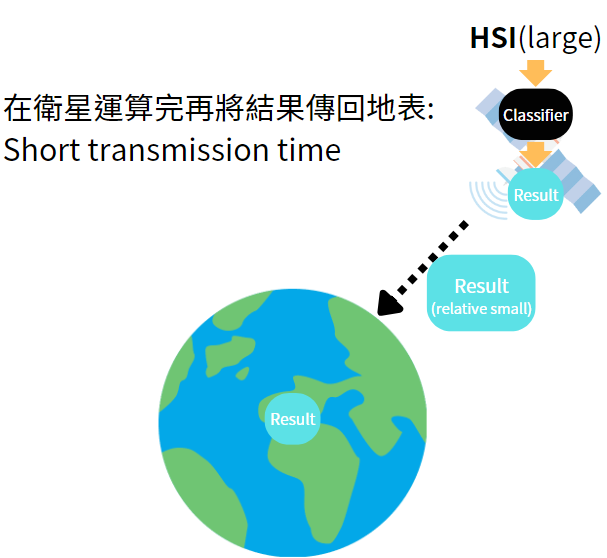 HSI(large)
在衛星運算完再將結果傳回地表:
Short transmission time
Classifier
Result
Result
(relative small)
Result